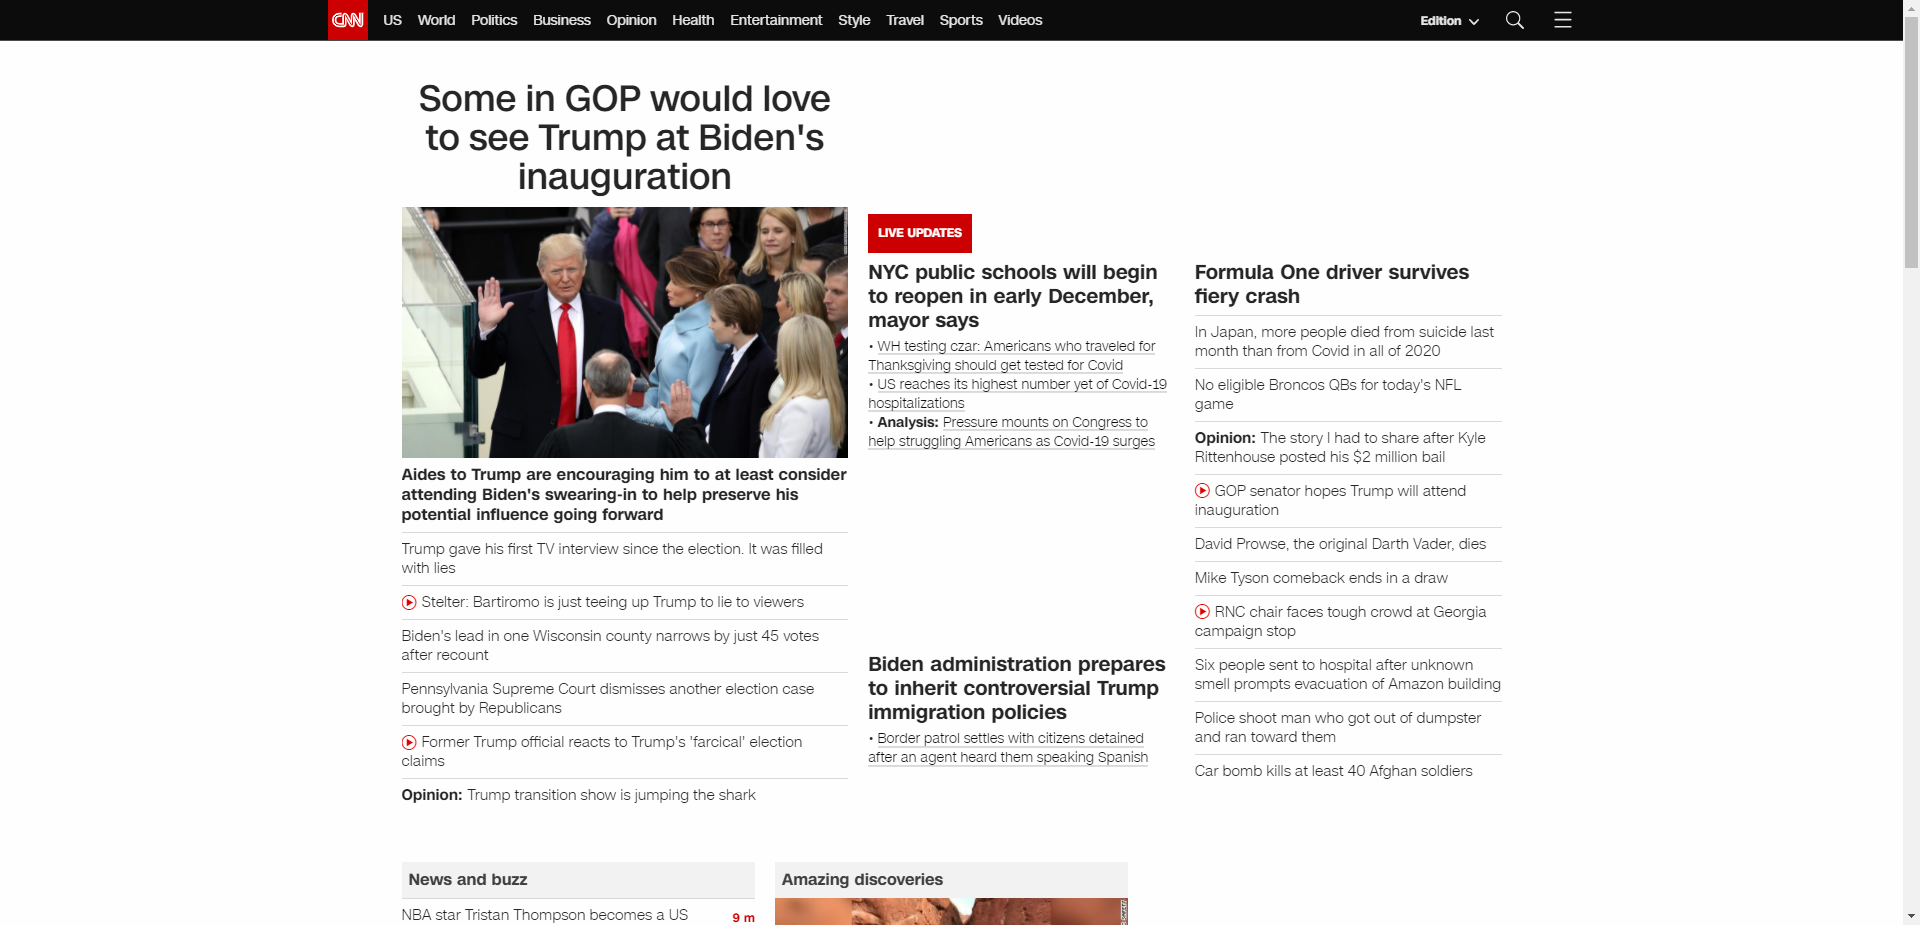 CNN US World Politics Business Opinion Health Entertainment Style Travel Sports Videos Edition
Some in GOP would love
to see Trump at Biden's
inauguration
Aides to Trump are encouraging him to at least consider
attending Biden's swearing-in to help preserve his
potential influence going forward
Trump gave his first TV interview since the election. It was filled
with lies
Stelter: Bartiromo is just teeing up Trump to lie to viewers
Biden's lead in one Wisconsin county narrows by just 45 votes
after recount
Pennsylvania Supreme Court dismisses another election case
brought by Republicans
Former Trump official reacts to Trump's 'farcical' election
claims
Opinion: Trump transition show is jumping the shark
LIVE UPDATES
NYC public schools will begin
to reopen in early December,
mayor says
• WH testing czar: Americans who traveled for
Thanksgiving should get tested for Covid
• US reaches its highest number yet of Covid-19
hospitalizations
• Analysis: Pressure mounts on Congress to
help struggling Americans as Covid-19 surges
Biden administration prepares
to inherit controversial Trump
immigration policies
• Border patrol settles with citizens detained
after an agent heard them speaking Spanish
Formula One driver survives
fiery crash
In Japan, more people died from suicide last
month than from Covid in all of 2020
No eligible Broncos QBs for today's NFL
game
Opinion: The story I had to share after Kyle
Rittenhouse posted his $2 million bail
GOP senator hopes Trump will attend
inauguration
David Prowse, the original Darth Vader, dies
Mike Tyson comeback ends in a draw
RNC chair faces tough crowd at Georgia
campaign stop
Six people sent to hospital after unknown
smell prompts evacuation of Amazon building
Police shoot man who got out of dumpster
and ran toward them
Car bomb kills at least 40 Afghan soldiers
News and buzz
NBA star Tristan Thompson becomes a US 9 m
Amazing discoveries